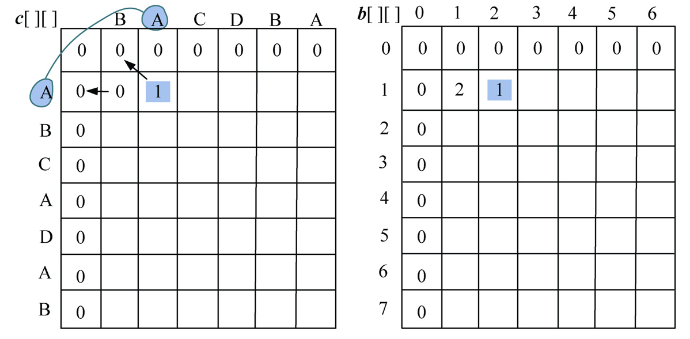 c[ ][ ] B A C D B A
0 0 0 0 0 0 0
A 0 0 1
B 0
C 0
A 0
D 0
A 0
B 0
b[ ][ ] 0 1 2 3 4 5 6
0 0 0 0 0 0 0 0
1 0 2 1
2 0
3 0
4 0
5 0
6 0
7 0